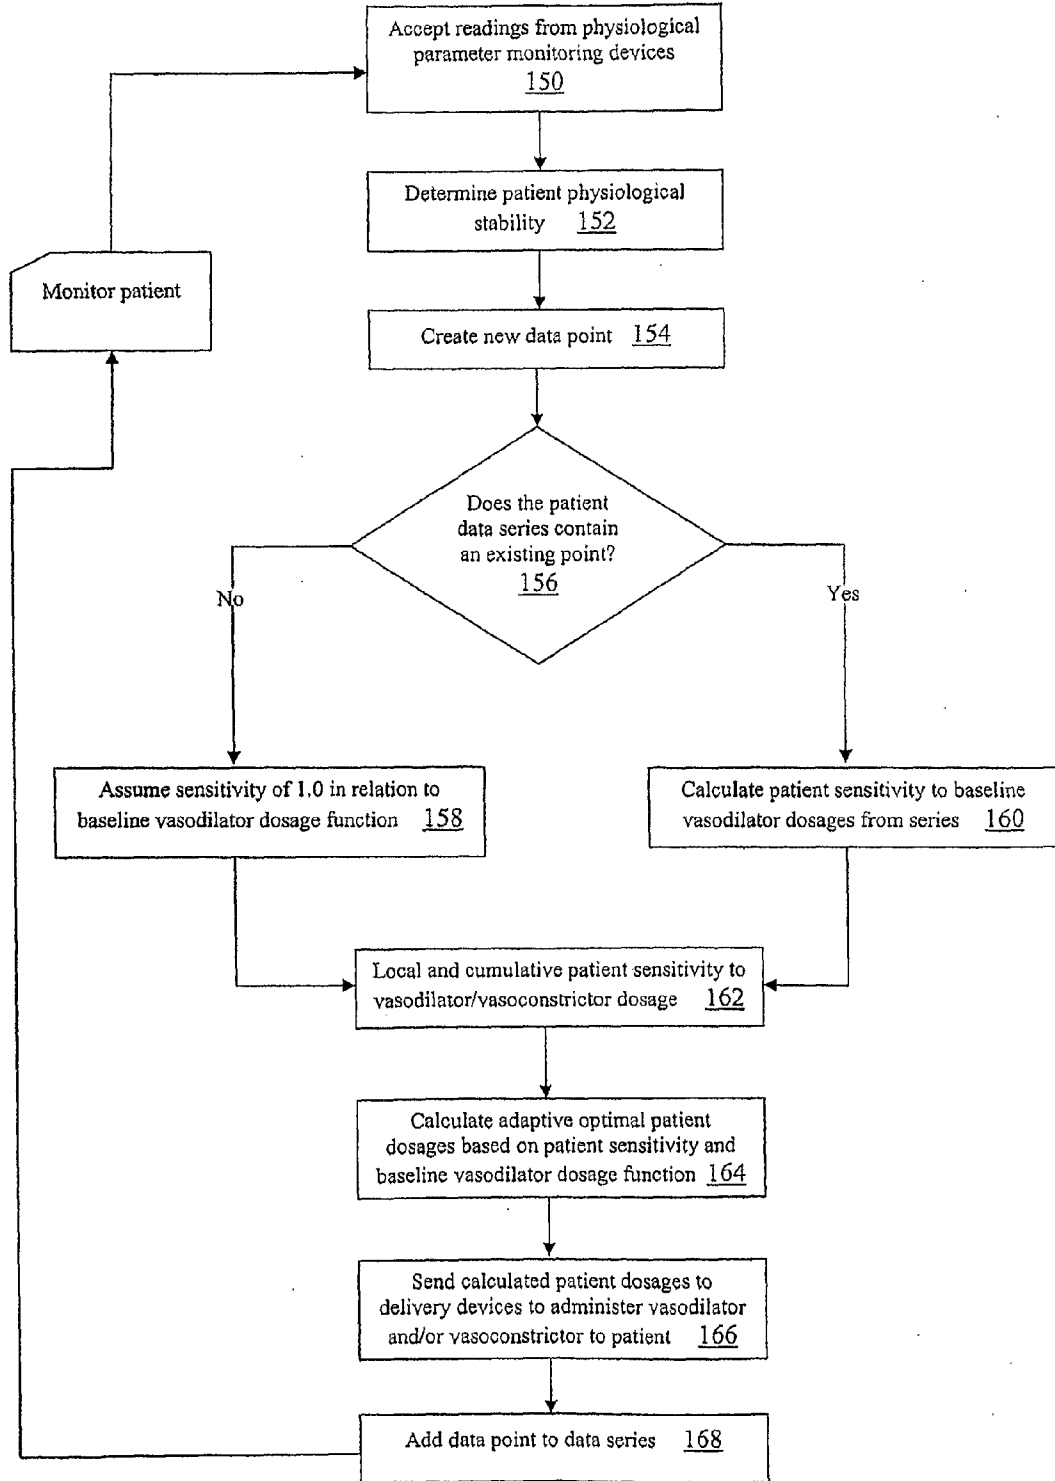 Accept readings from physiological
parameter monitoring devices
150
Determine patient physiological
stability 152
Monitor patient
Create new data point 154
Does the patient
data series contain
an existing point?
156
No
Yes
Assume sensitivity of 1.0 in relation to
baseline vasodilator dosage function 158
Calculate patient sensitivity to baseline
vasodilator dosages from series 160
Local and cumulative patient sensitivity to
vasodilator/vasoconstrictor dosage 162
Calculate adaptive optimal patient
dosages based on patient sensitivity and
baseline vasodilator dosage function 164
Send calculated patient dosages to
delivery devices to administer vasodilator
and/or vasoconstrictor to patient 166
Add data point to data series 168